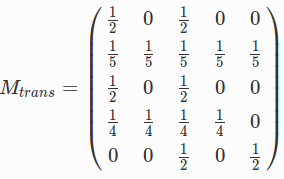 M_trans =
1/2 0 1/2 0 0
1/5 1/5 1/5 1/5 1/5
1/2 0 1/2 0 0
1/4 1/4 1/4 1/4 0
0 0 1/2 0 1/2